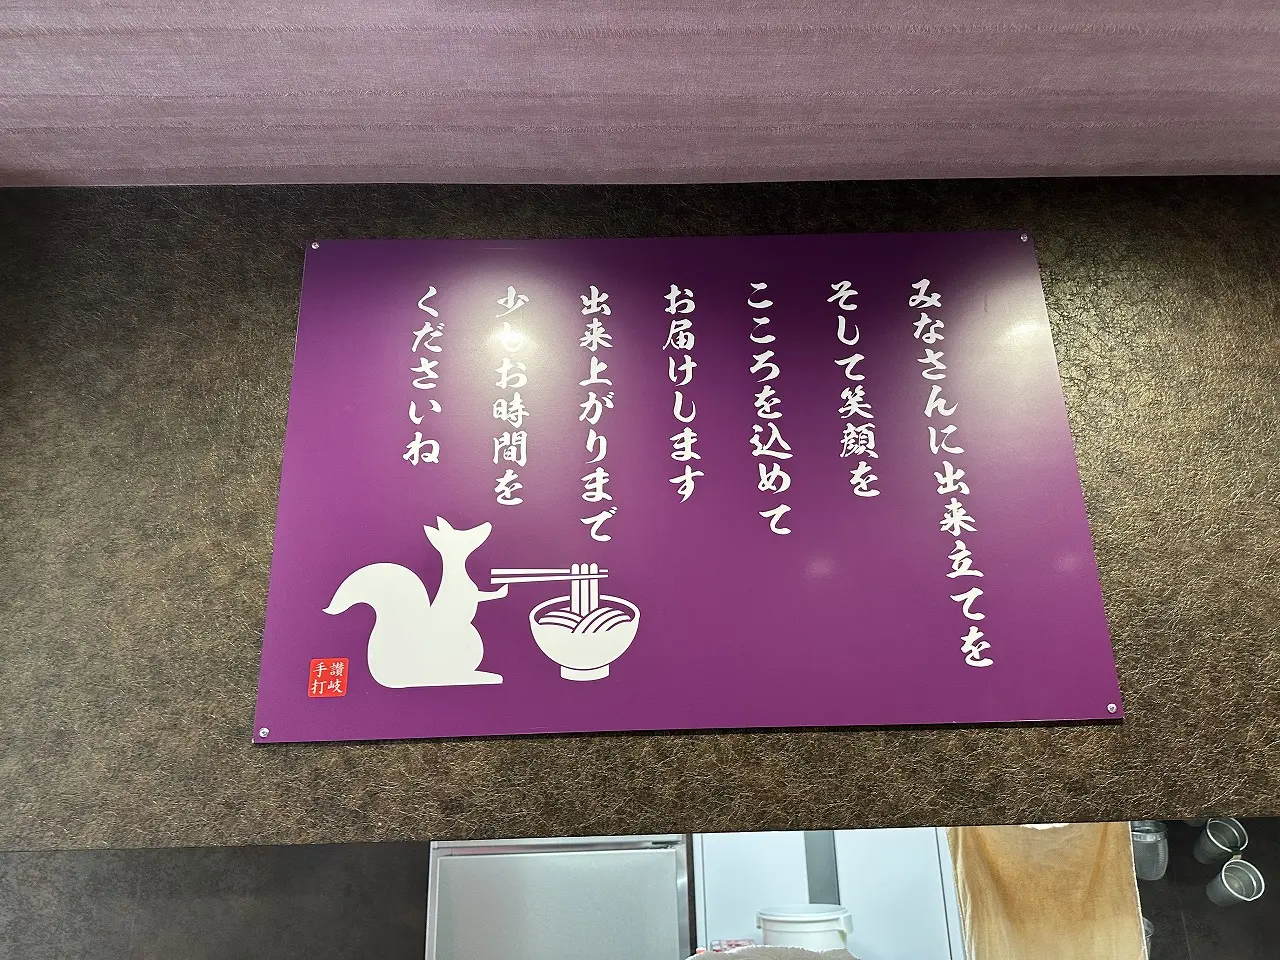 みなさんに出来立てを
そして笑顔を
こころを込めて
お届けします
出来上がりまで
少しお時間を
くださいね
讃岐
手打